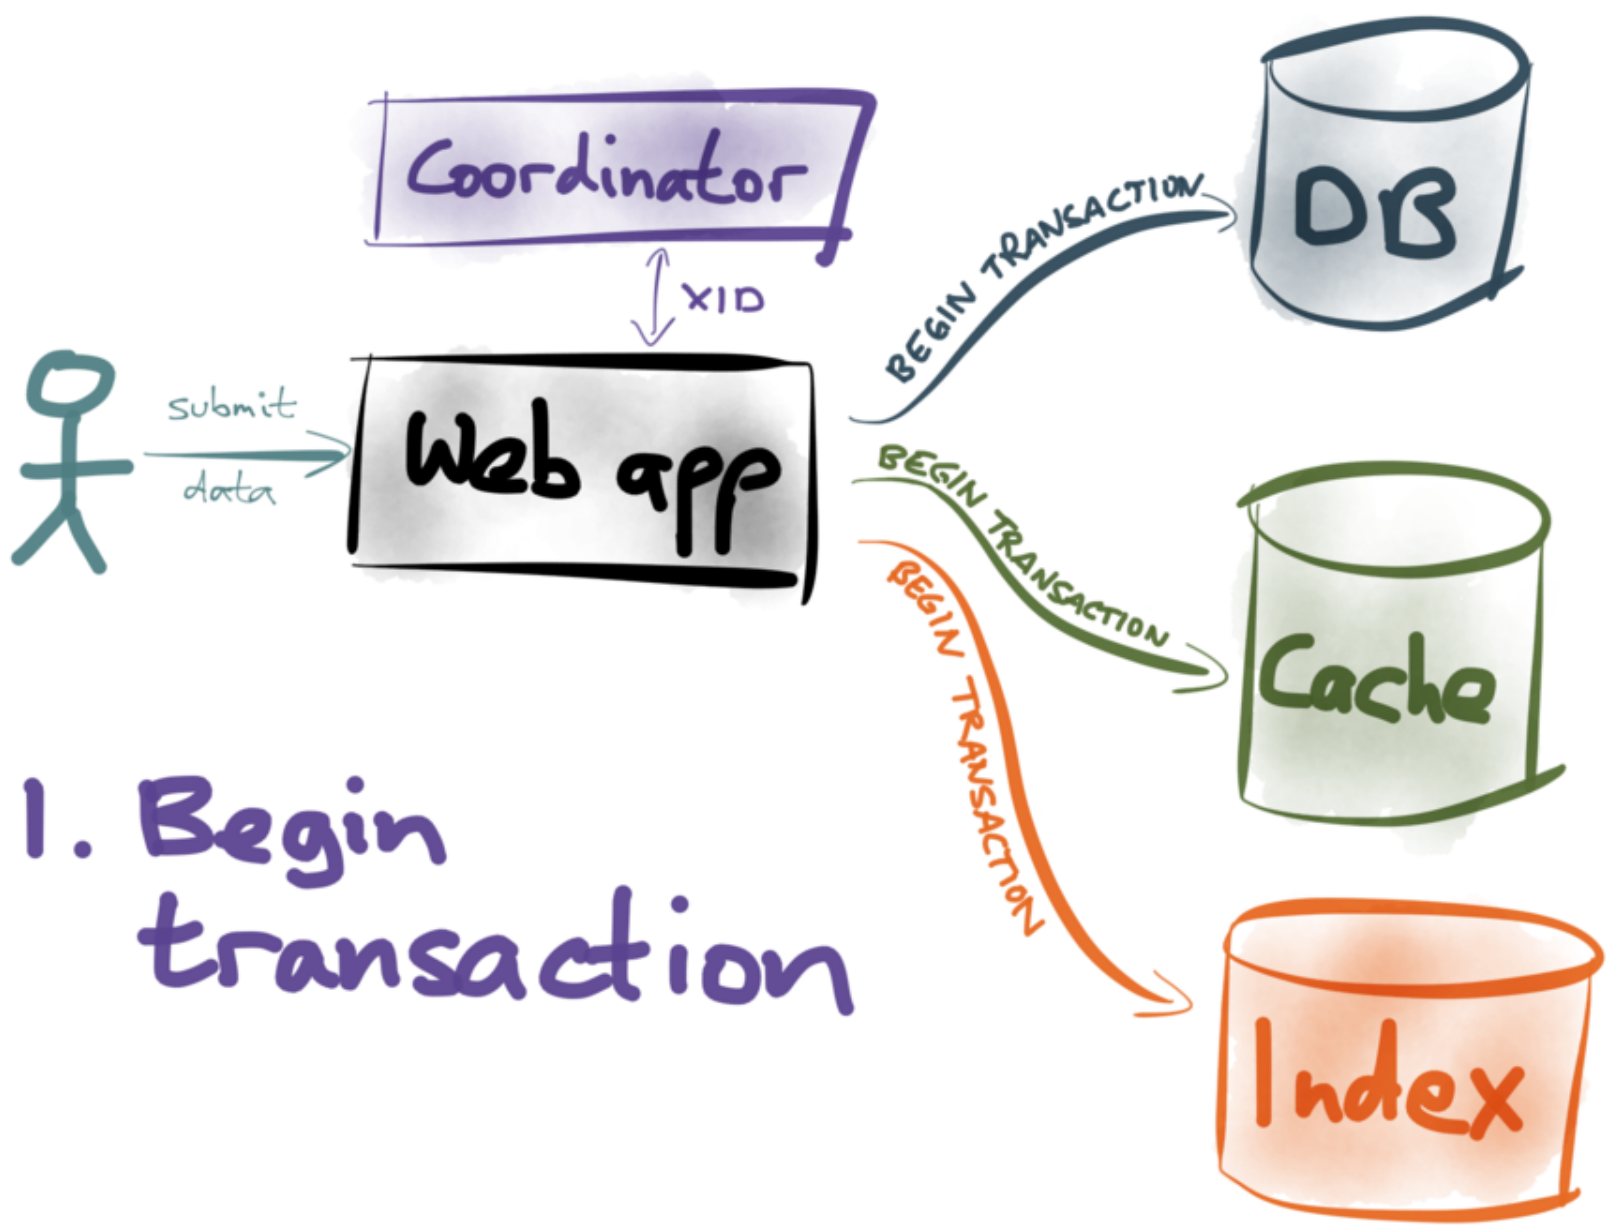 Coordinator
XID
submit
data
Web app
BEGIN TRANSACTION
DB
BEGIN TRANSACTION
Cache
BEGIN TRANSACTION
Index
1. Begin
transaction